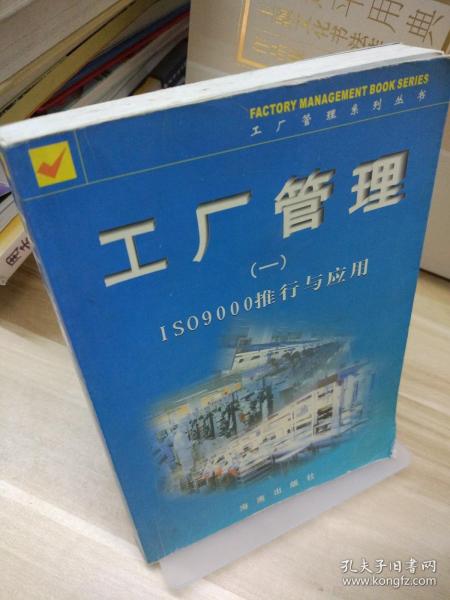 FACTORY MANAGEMENT BOOK SERIES
工厂管理系列丛书
工厂管理
（一）
ISO9000推行与应用
海南出版社
孔夫子旧书网
www.kongfz.com